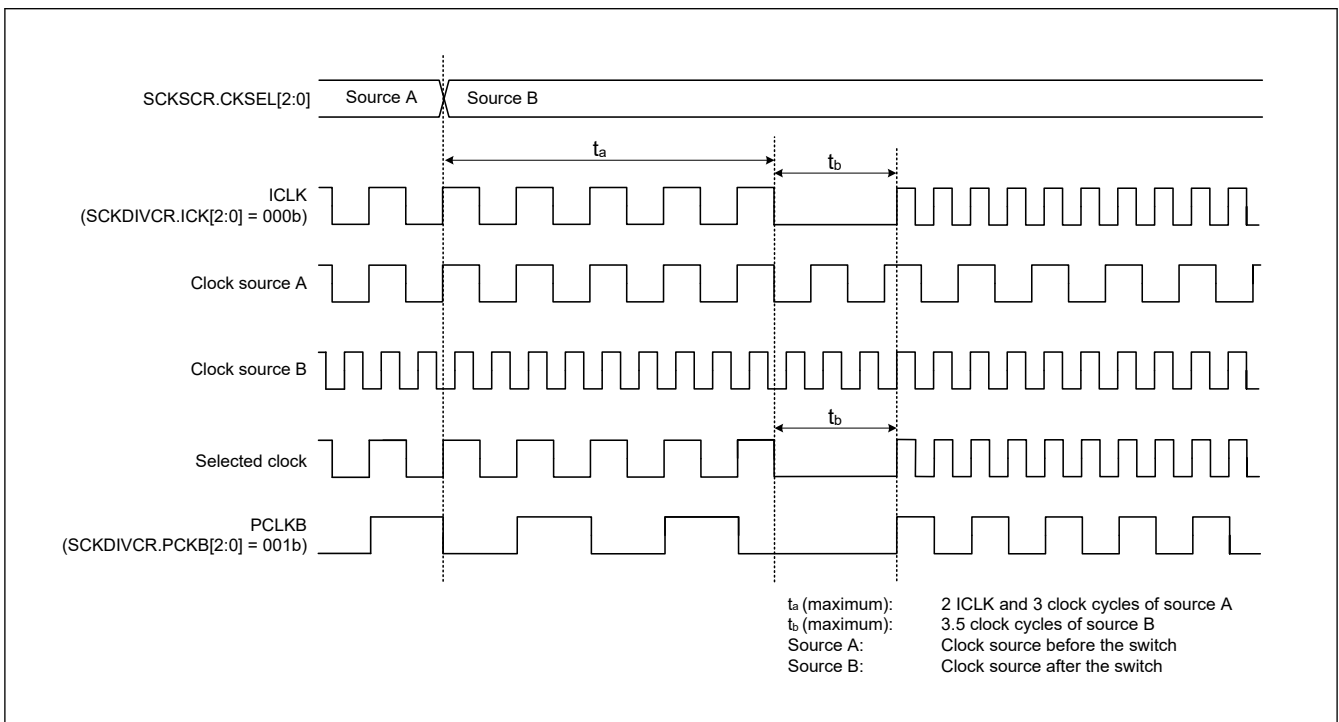 SCKSCR.CKSEL[2:0] Source A Source B
ta tb
ICLK
(SCKDIVCR.ICK[2:0] = 000b)
Clock source A
Clock source B
tb
Selected clock
PCLKB
(SCKDIVCR.PCKB[2:0] = 001b)
ta (maximum): 2 ICLK and 3 clock cycles of source A
tb (maximum): 3.5 clock cycles of source B
Source A: Clock source before the switch
Source B: Clock source after the switch